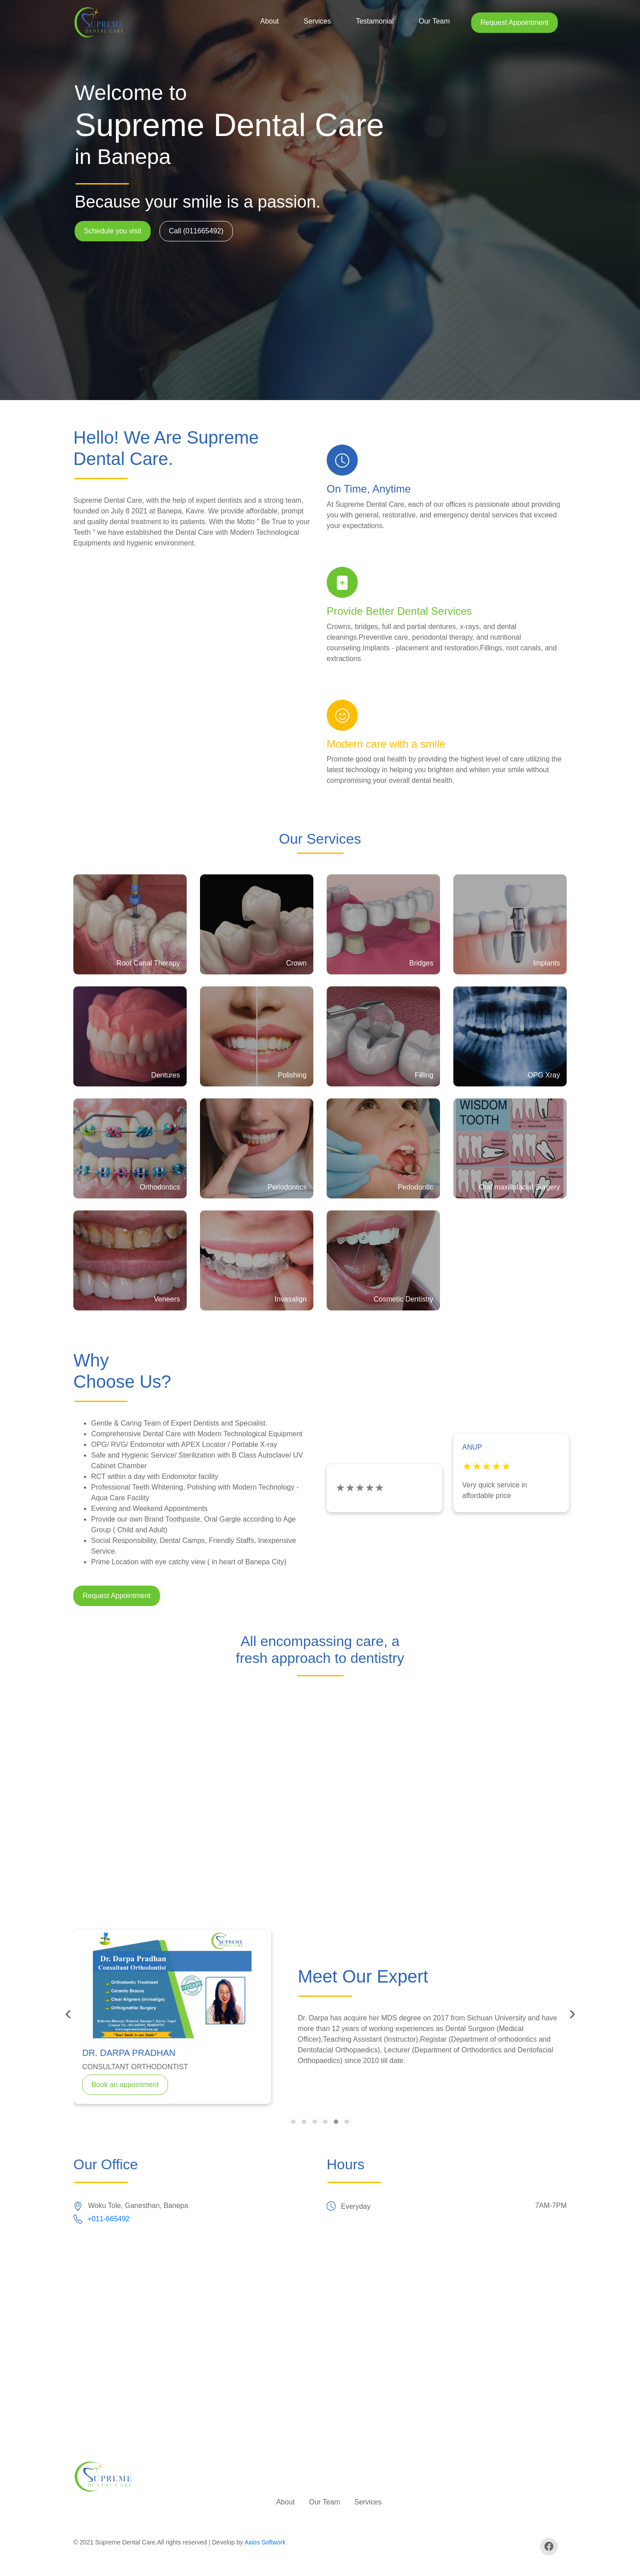 SUPREME
DENTAL CARE
About
Services
Testamonial
Our Team
Request Appointment
Welcome to
Supreme Dental Care
in Banepa
Because your smile is a passion.
Schedule you visit
Call (011665492)
Hello! We Are Supreme
Dental Care.
Supreme Dental Care, with the help of expert dentists and a strong team,
founded on July 8 2021 at Banepa, Kavre. We provide affordable, prompt
and quality dental treatment to its patients. With the Motto " Be True to your
Teeth " we have established the Dental Care with Modern Technological
Equipments and hygienic environment.
On Time, Anytime
At Supreme Dental Care, each of our offices is passionate about providing
you with general, restorative, and emergency dental services that exceed
your expectations.
Provide Better Dental Services
Crowns, bridges, full and partial dentures, x-rays, and dental
cleanings.Preventive care, periodontal therapy, and nutritional
counseling.Implants - placement and restoration,Fillings, root canals, and
extractions
Modern care with a smile
Promote good oral health by providing the highest level of care utilizing the
latest technology in helping you brighten and whiten your smile without
compromising your overall dental health.
Our Services
Root Canal Therapy
Crown
Bridges
Implants
Dentures
Polishing
Filling
OPG Xray
Orthodontics
Periodontics
Pedodontic
WISDOM
TOOTH
Oral maxillofacial Surgery
Veneers
Invasalign
Cosmetic Dentistry
Why
Choose Us?
Gentle & Caring Team of Expert Dentists and Specialist.
Comprehensive Dental Care with Modern Technological Equipment
OPG/ RVG/ Endomotor with APEX Locator / Portable X-ray
Safe and Hygienic Service/ Sterilization with B Class Autoclave/ UV
Cabinet Chamber
RCT within a day with Endomotor facility
Professional Teeth Whitening, Polishing with Modern Technology -
Aqua Care Facility
Evening and Weekend Appointments
Provide our own Brand Toothpaste, Oral Gargle according to Age
Group ( Child and Adult)
Social Responsibility, Dental Camps, Friendly Staffs, Inexpensive
Service.
Prime Location with eye catchy view ( in heart of Banepa City)
Request Appointment
ANUP
Very quick service in
affordable price
All encompassing care, a
fresh approach to dentistry
SUPREME
DENTAL CARE
Dr. Darpa Pradhan
Consultant Orthodontist
Orthodontic Treatment
Ceramic Braces
Clear Aligners (Invisalign)
Orthognathic Surgery
"Your Smile is our Smile"
DR. DARPA PRADHAN
CONSULTANT ORTHODONTIST
Book an appointment
Meet Our Expert
Dr. Darpa has acquire her MDS degree on 2017 from Sichuan University and have
more than 12 years of working experiences as Dental Surgeon (Medical
Officer),Teaching Assistant (Instructor),Registar (Department of orthodontics and
Dentofacial Orthopaedics), Lecturer (Department of Orthodontics and Dentofacial
Orthopaedics) since 2010 till date.
Our Office
Woku Tole, Ganesthan, Banepa
+011-665492
Hours
Everyday
7AM-7PM
SUPREME
DENTAL CARE
About
Our Team
Services
© 2021 Supreme Dental Care.All rights reserved | Develop by Axios Softwork